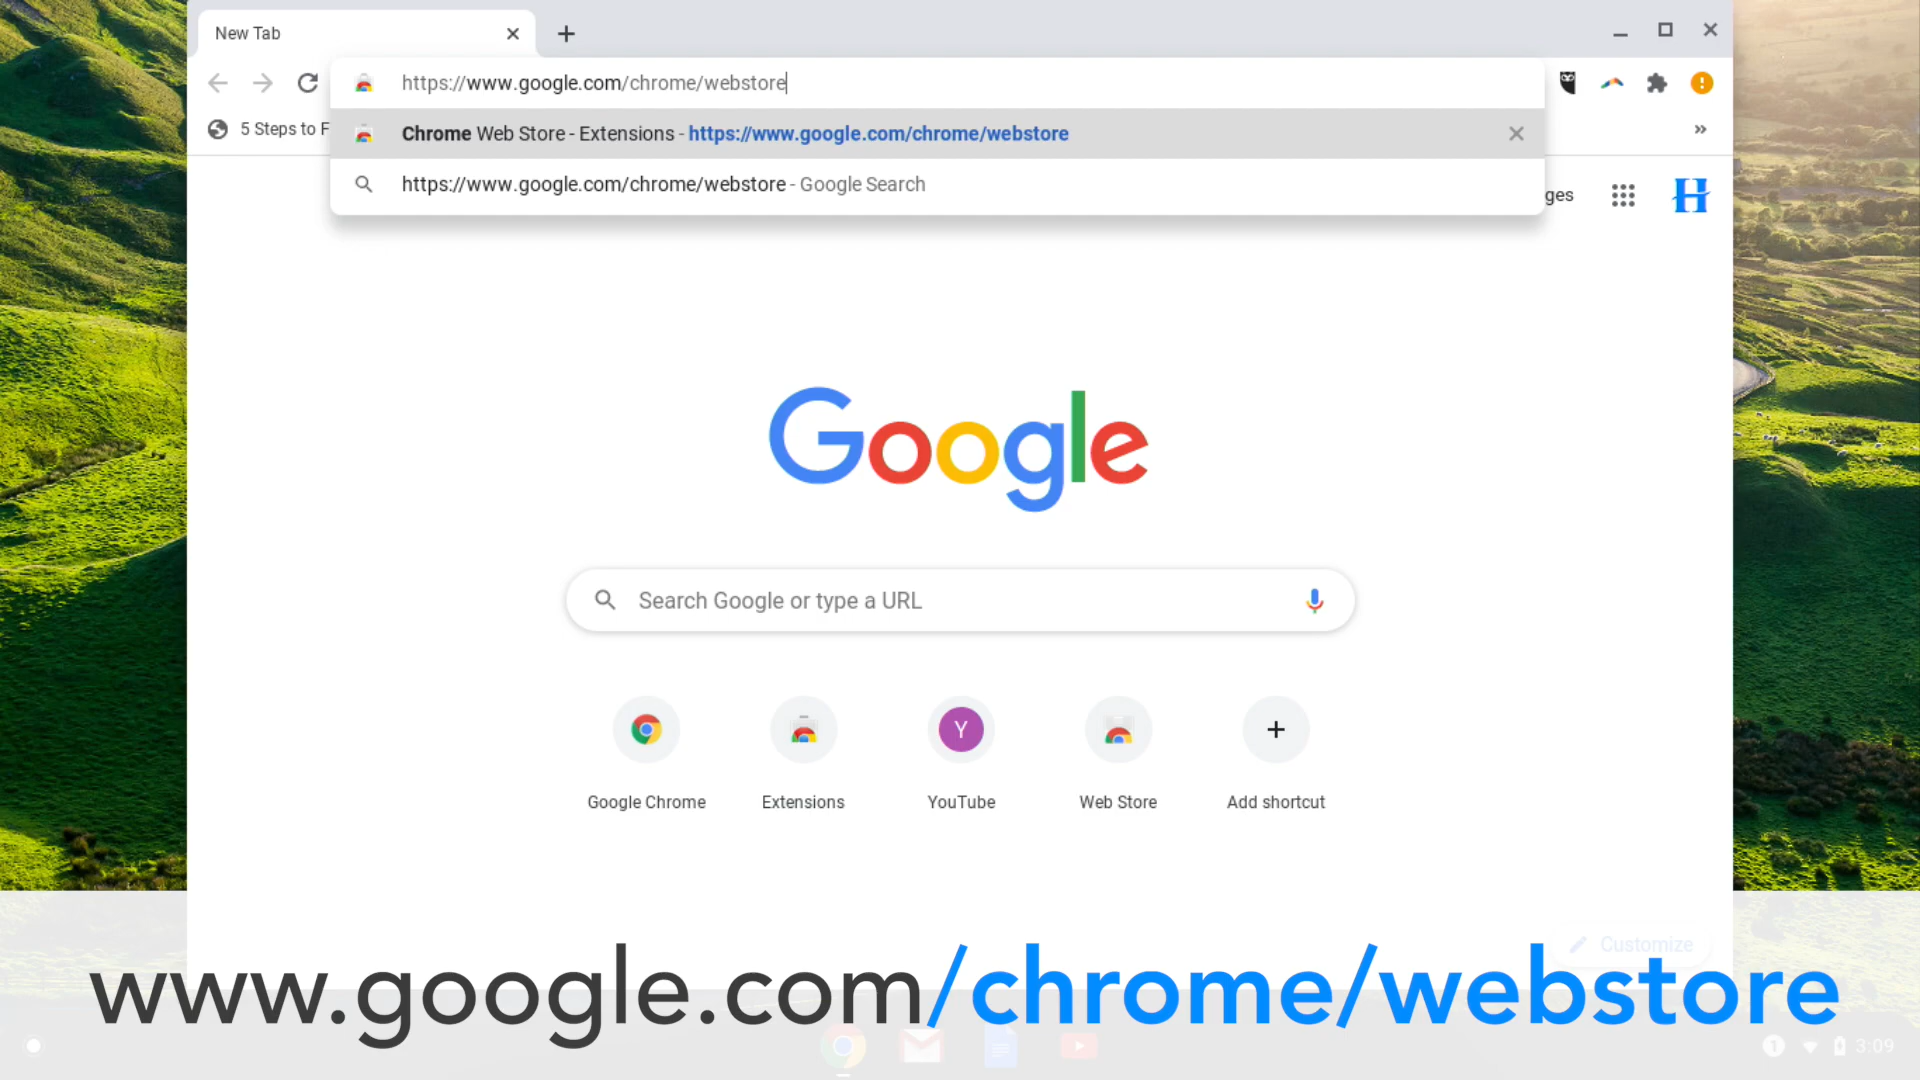 New Tab
https://www.google.com/chrome/webstore
Chrome Web Store - Extensions - https://www.google.com/chrome/webstore
https://www.google.com/chrome/webstore - Google Search
5 Steps to F
ges
H
Google
Search Google or type a URL
Y
Google Chrome
Extensions
YouTube
Web Store
Add shortcut
Customize
www.google.com/chrome/webstore
1
3:09